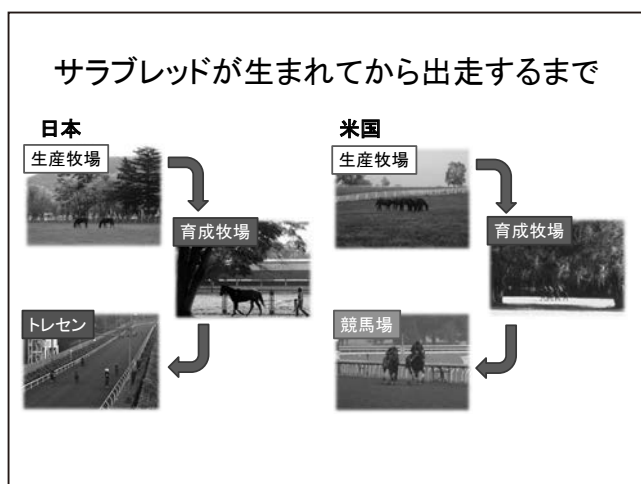 サラブレッドが生まれてから出走するまで
日本
生産牧場
育成牧場
トレセン
米国
生産牧場
育成牧場
競馬場